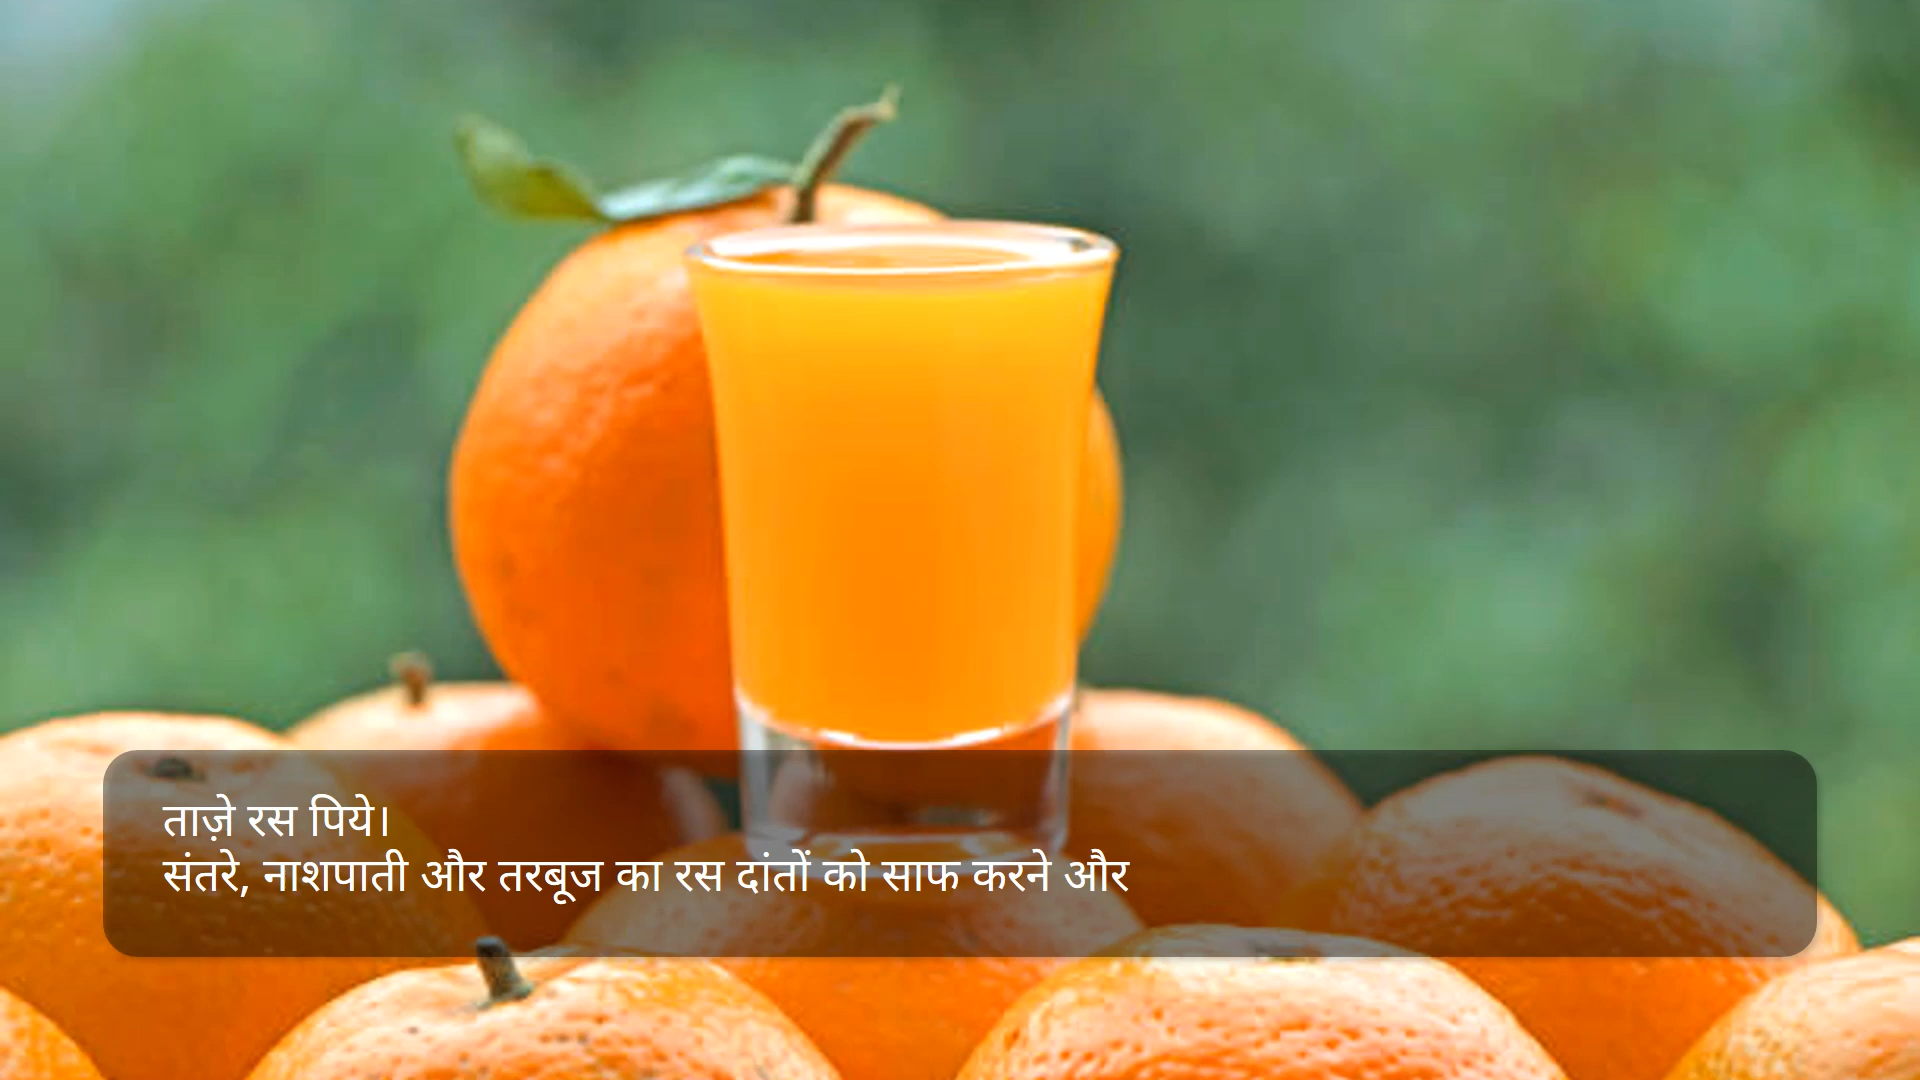 ताज़े रस पिये।
संतरे, नाशपाती और तरबूज का रस दांतों को साफ करने और